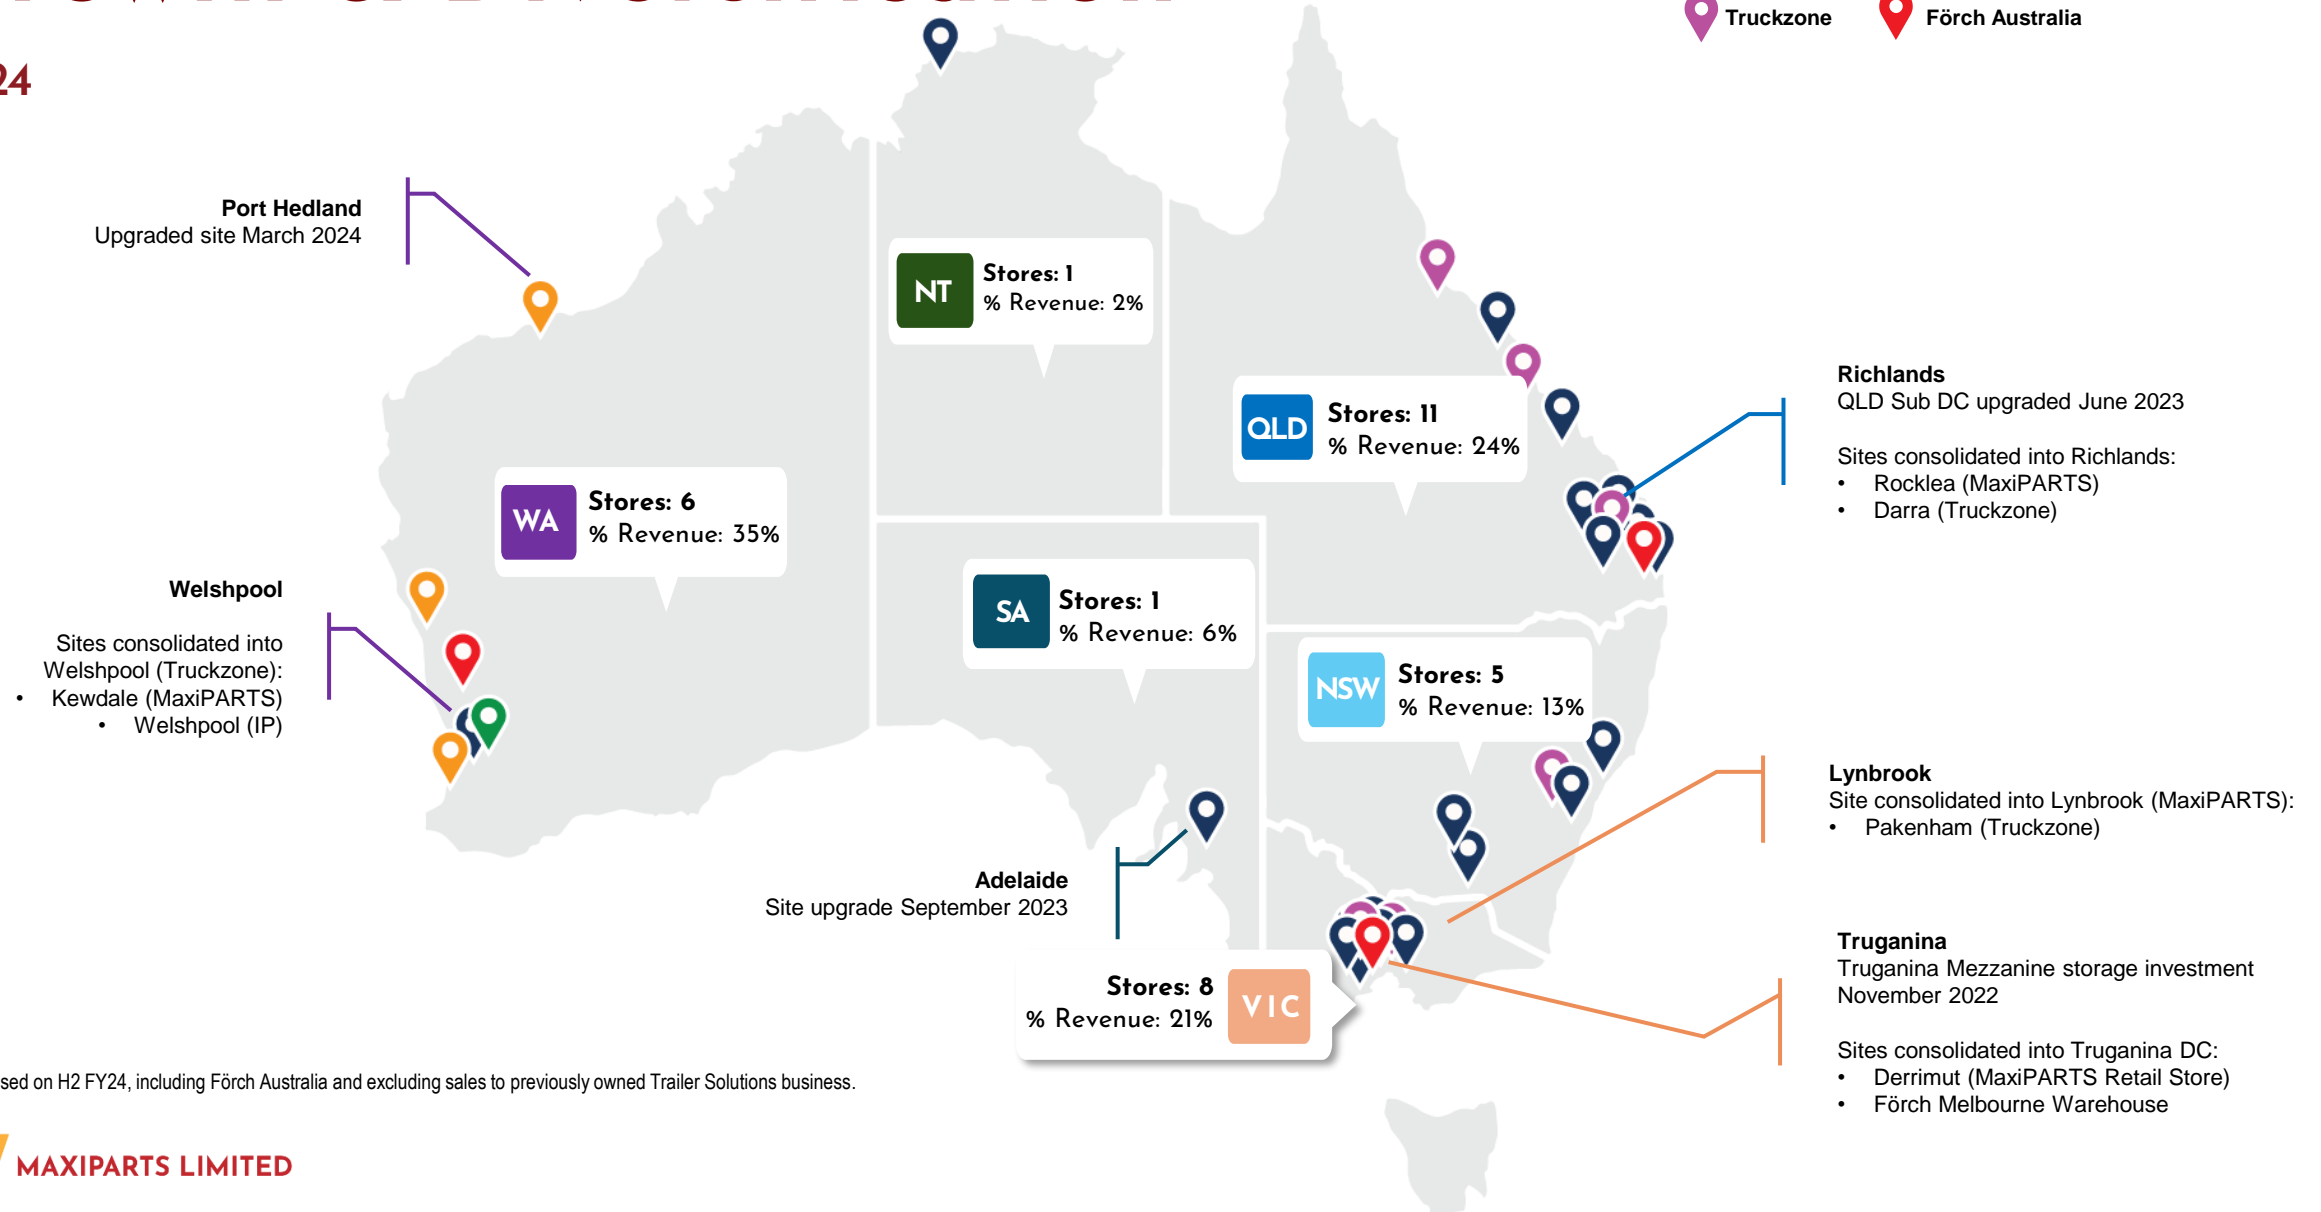 24
Truckzone
Förch Australia
Port Hedland
Upgraded site March 2024
NT
Stores: 1
% Revenue: 2%
QLD
Stores: 11
% Revenue: 24%
Richlands
QLD Sub DC upgraded June 2023
Sites consolidated into Richlands:
• Rocklea (MaxiPARTS)
• Darra (Truckzone)
WA
Stores: 6
% Revenue: 35%
Welshpool
Sites consolidated into
Welshpool (Truckzone):
• Kewdale (MaxiPARTS)
• Welshpool (IP)
SA
Stores: 1
% Revenue: 6%
NSW
Stores: 5
% Revenue: 13%
Lynbrook
Site consolidated into Lynbrook (MaxiPARTS):
• Pakenham (Truckzone)
Adelaide
Site upgrade September 2023
Stores: 8
% Revenue: 21%
VIC
Truganina
Truganina Mezzanine storage investment
November 2022
Sites consolidated into Truganina DC:
• Derrimut (MaxiPARTS Retail Store)
• Förch Melbourne Warehouse
sed on H2 FY24, including Förch Australia and excluding sales to previously owned Trailer Solutions business.
MAXIPARTS LIMITED